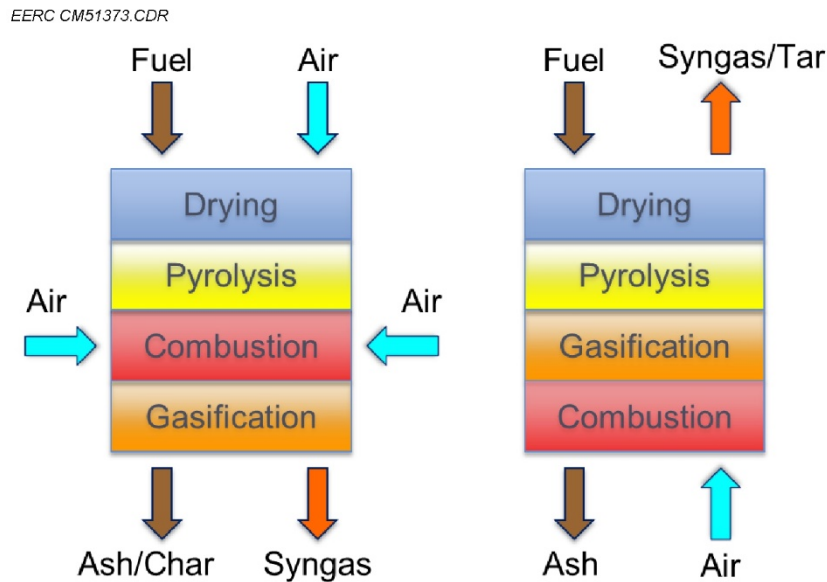 EERC CM51373.CDR
Fuel
Air
Drying
Pyrolysis
Air
Combustion
Air
Gasification
Ash/Char
Syngas
Fuel
Syngas/Tar
Drying
Pyrolysis
Gasification
Combustion
Ash
Air